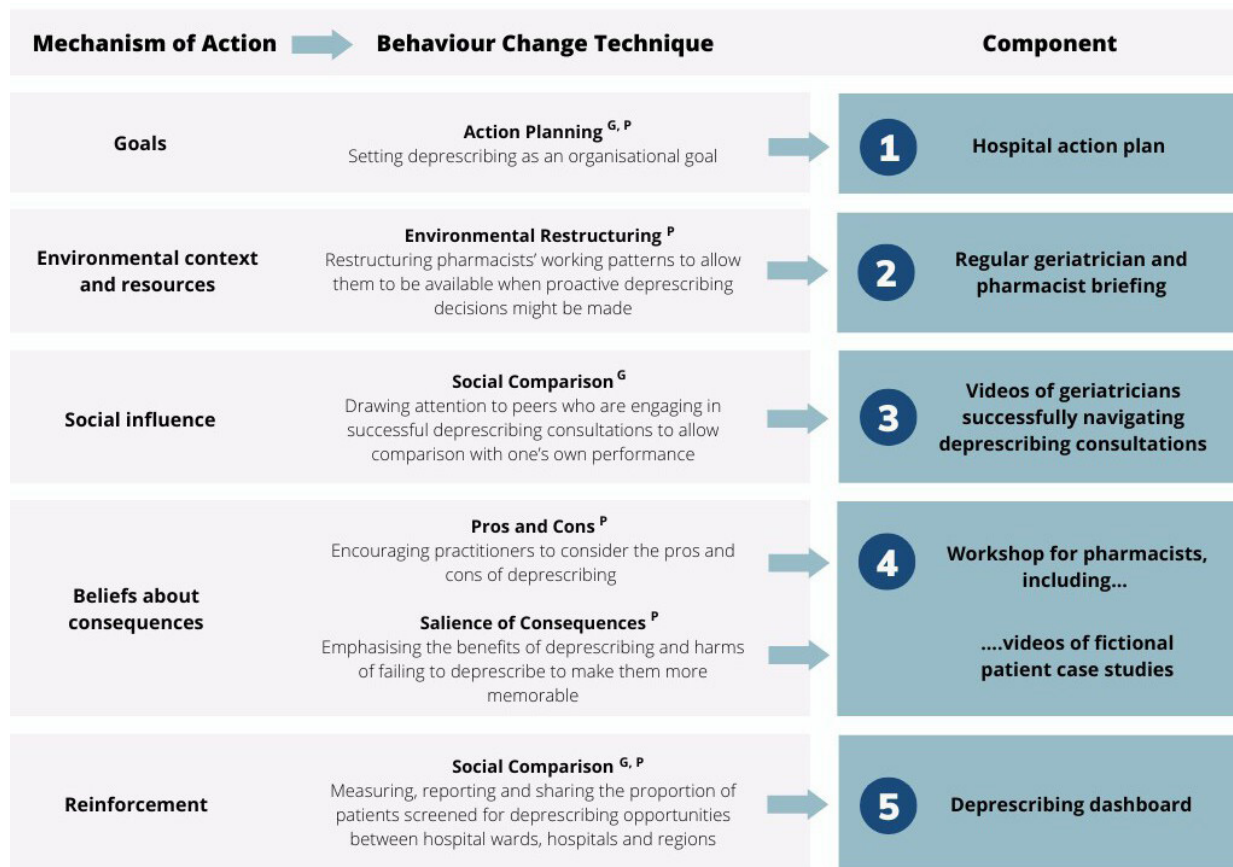 Mechanism of Action
Behaviour Change Technique
Component
Goals
Action Planning G, P
Setting deprescribing as an organisational goal
1
Hospital action plan
Environmental context
and resources
Environmental Restructuring P
Restructuring pharmacists’ working patterns to allow
them to be available when proactive deprescribing
decisions might be made
2
Regular geriatrician and
pharmacist briefing
Social influence
Social Comparison G
Drawing attention to peers who are engaging in
successful deprescribing consultations to allow
comparison with one’s own performance
3
Videos of geriatricians
successfully navigating
deprescribing consultations
Beliefs about
consequences
Pros and Cons P
Encouraging practitioners to consider the pros and
cons of deprescribing
Salience of Consequences P
Emphasising the benefits of deprescribing and harms
of failing to deprescribe to make them more
memorable
4
Workshop for pharmacists,
including...
....videos of fictional
patient case studies
Reinforcement
Social Comparison G, P
Measuring, reporting and sharing the proportion of
patients screened for deprescribing opportunities
between hospital wards, hospitals and regions
5
Deprescribing dashboard